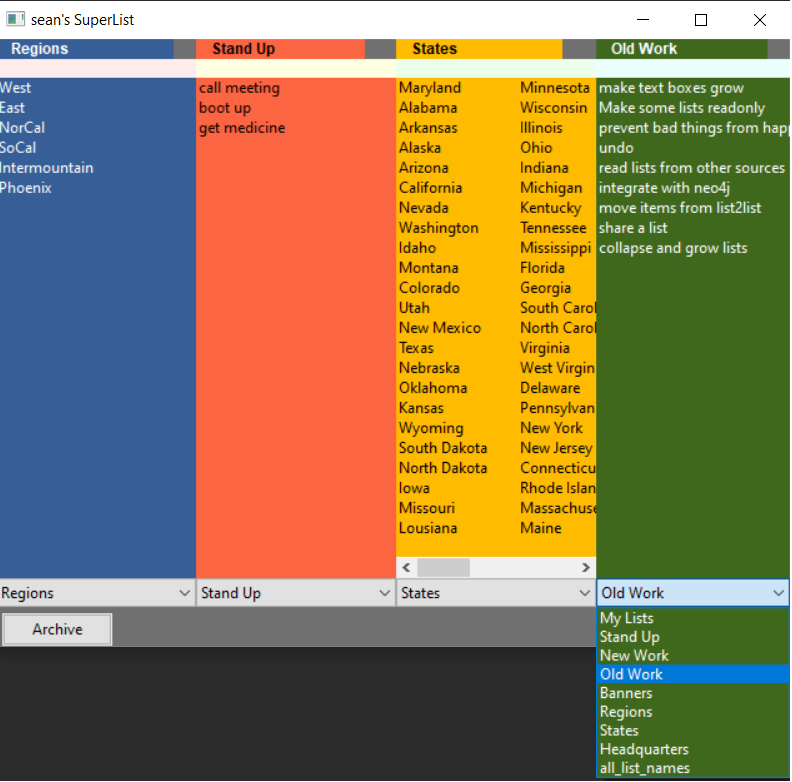 sean's SuperList
Regions
West
East
NorCal
SoCal
Intermountain
Phoenix
Regions
Stand Up
call meeting
boot up
get medicine
Stand Up
States
Maryland
Alabama
Arkansas
Alaska
Arizona
California
Nevada
Washington
Idaho
Montana
Colorado
Utah
New Mexico
Texas
Nebraska
Oklahoma
Kansas
Wyoming
South Dakota
North Dakota
Iowa
Missouri
Lousiana
Minnesota
Wisconsin
Illinois
Ohio
Indiana
Michigan
Kentucky
Tennessee
Mississippi
Florida
Georgia
South Carol
North Carol
Virginia
West Virgin
Delaware
Pennsylvan
New York
New Jersey
Connecticu
Rhode Islan
Massachuse
Maine
States
Old Work
make text boxes grow
Make some lists readonly
prevent bad things from happ
undo
read lists from other sources
integrate with neo4j
move items from list2list
share a list
collapse and grow lists
Old Work
My Lists
Stand Up
New Work
Old Work
Banners
Regions
States
Headquarters
all_list_names
Archive